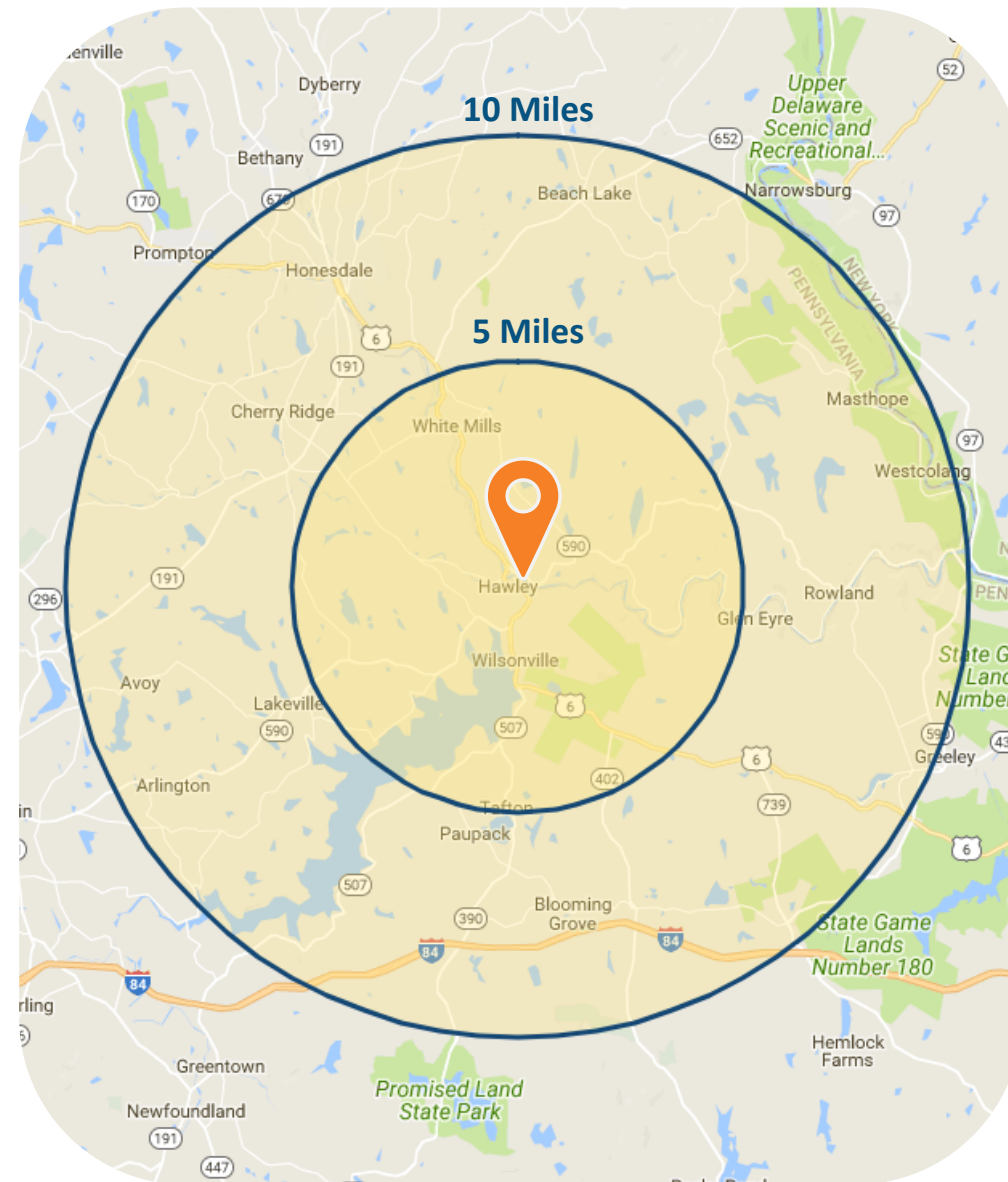 52
Dyberry
Upper
Delaware
Scenic and
Recreational...
10 Miles
191
652
Bethany
Narrowsburg
Beach Lake
170
97
Prompton
Honesdale
NEW YORK
PENNSYLVANIA
5 Miles
6
191
Masthope
Cherry Ridge
White Mills
97
Westcolang
590
191
Hawley
Rowland
296
Glen Eyre
Wilsonville
Avoy
Lakeville
6
507
590
Greeley
6
402
Arlington
739
Tafton
Paupack
6
507
Blooming
Grove
390
State Game
Lands
Number 180
84
84
84
Hemlock
Farms
Greentown
Promised Land
State Park
Newfoundland
191
447